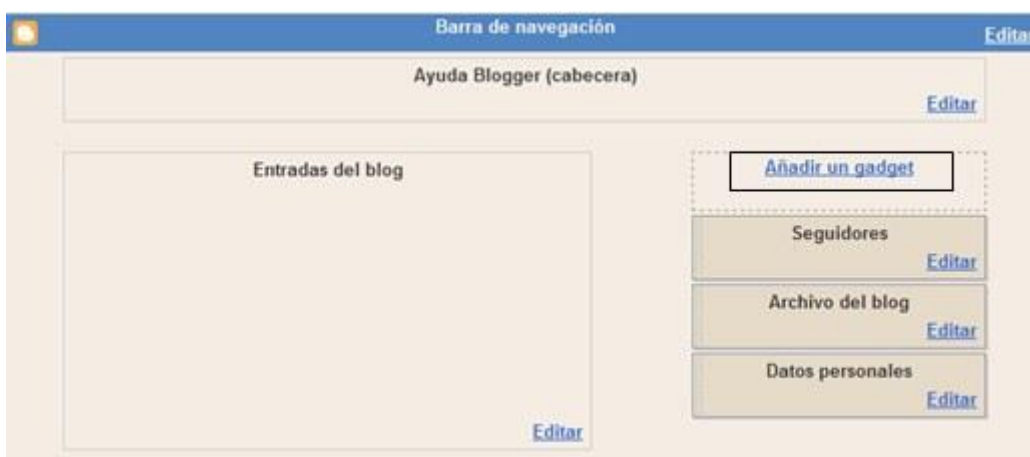 Barra de navegación
Editar
Ayuda Blogger (cabecera)
Editar
Entradas del blog
Editar
Añadir un gadget
Seguidores
Editar
Archivo del blog
Editar
Datos personales
Editar